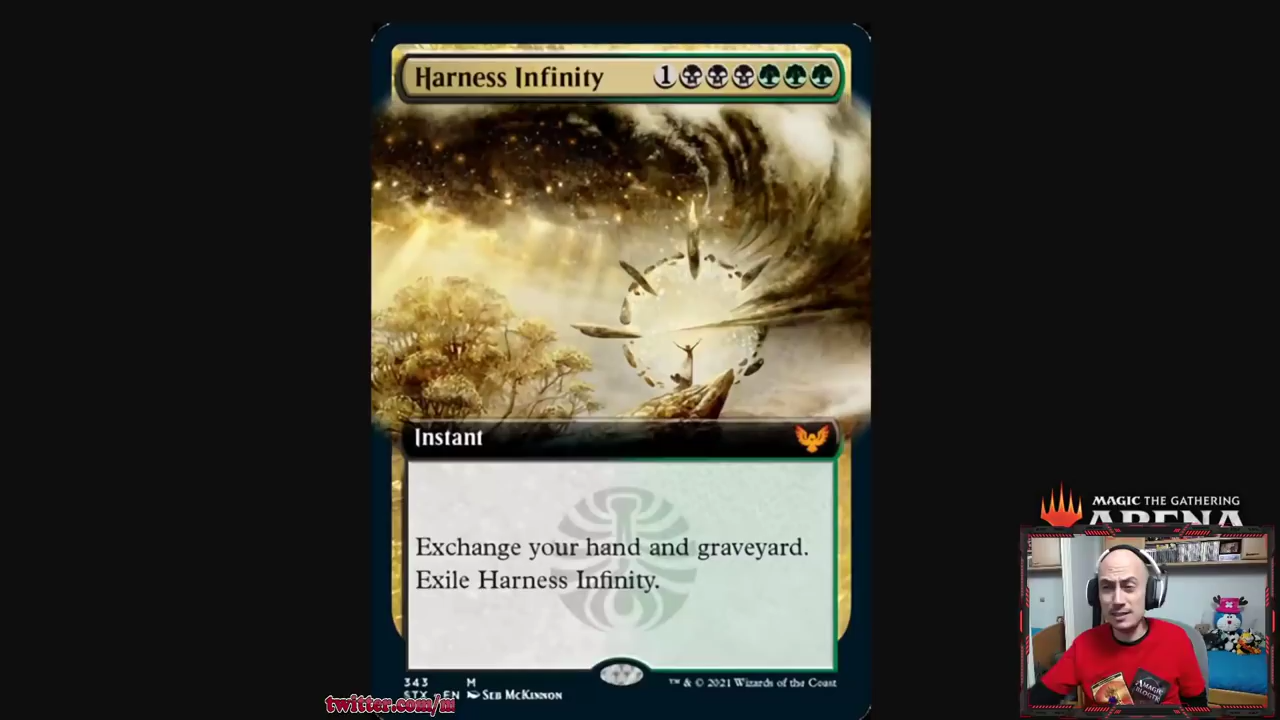 Harness Infinity 1
Instant
Exchange your hand and graveyard.
Exile Harness Infinity.
343 M
STX EN SEB MCKINNON
™ & © 2021 Wizards of the Coast
twitter.com/m
MAGIC THE GATHERING
ARENA